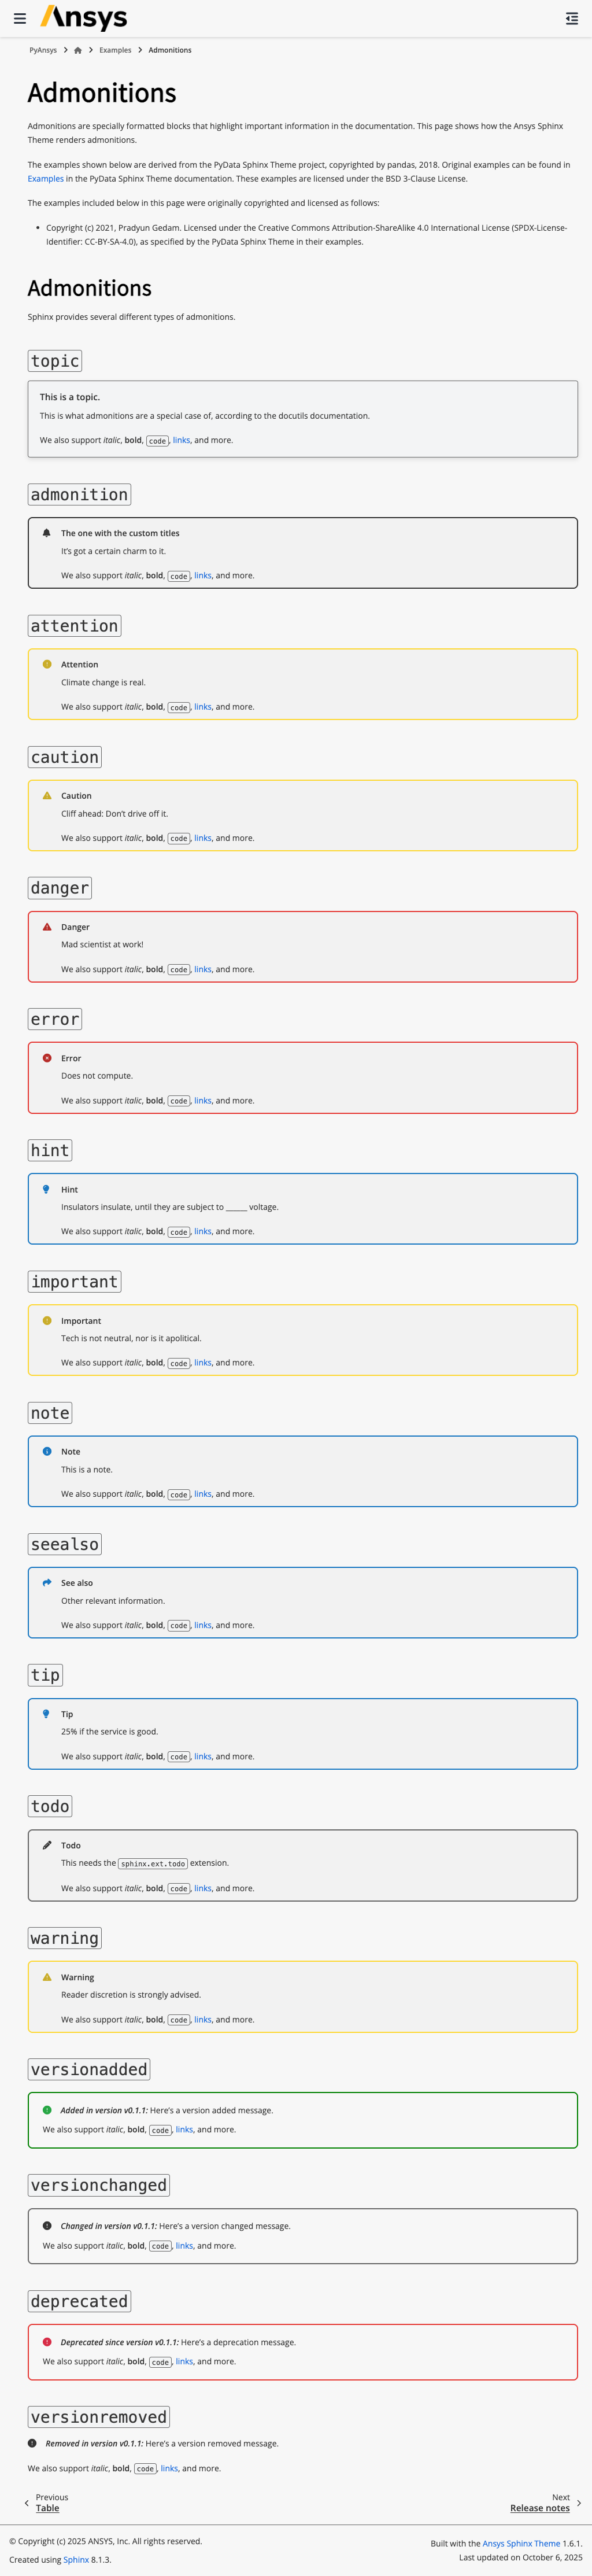 Ansys
PyAnsys
Examples
Admonitions
Admonitions
Admonitions are specially formatted blocks that highlight important information in the documentation. This page shows how the Ansys Sphinx
Theme renders admonitions.
The examples shown below are derived from the PyData Sphinx Theme project, copyrighted by pandas, 2018. Original examples can be found in
Examples in the PyData Sphinx Theme documentation. These examples are licensed under the BSD 3-Clause License.
The examples included below in this page were originally copyrighted and licensed as follows:
• Copyright (c) 2021, Pradyun Gedam. Licensed under the Creative Commons Attribution-ShareAlike 4.0 International License (SPDX-License-
Identifier: CC-BY-SA-4.0), as specified by the PyData Sphinx Theme in their examples.
Admonitions
Sphinx provides several different types of admonitions.
topic
This is a topic.
This is what admonitions are a special case of, according to the docutils documentation.
We also support italic, bold, code, links, and more.
admonition
The one with the custom titles
It's got a certain charm to it.
We also support italic, bold, code, links, and more.
attention
Attention
Climate change is real.
We also support italic, bold, code, links, and more.
caution
Caution
Cliff ahead: Don't drive off it.
We also support italic, bold, code, links, and more.
danger
Danger
Mad scientist at work!
We also support italic, bold, code, links, and more.
error
Error
Does not compute.
We also support italic, bold, code, links, and more.
hint
Hint
Insulators insulate, until they are subject to ______ voltage.
We also support italic, bold, code, links, and more.
important
Important
Tech is not neutral, nor is it apolitical.
We also support italic, bold, code, links, and more.
note
Note
This is a note.
We also support italic, bold, code, links, and more.
seealso
See also
Other relevant information.
We also support italic, bold, code, links, and more.
tip
Tip
25% if the service is good.
We also support italic, bold, code, links, and more.
todo
Todo
This needs the sphinx.ext.todo extension.
We also support italic, bold, code, links, and more.
warning
Warning
Reader discretion is strongly advised.
We also support italic, bold, code, links, and more.
versionadded
Added in version v0.1.1: Here's a version added message.
We also support italic, bold, code, links, and more.
versionchanged
Changed in version v0.1.1: Here's a version changed message.
We also support italic, bold, code, links, and more.
deprecated
Deprecated since version v0.1.1: Here's a deprecation message.
We also support italic, bold, code, links, and more.
versionremoved
Removed in version v0.1.1: Here's a version removed message.
We also support italic, bold, code, links, and more.
Previous
Table
Next
Release notes
© Copyright (c) 2025 ANSYS, Inc. All rights reserved.
Created using Sphinx 8.1.3.
Built with the Ansys Sphinx Theme 1.6.1.
Last updated on October 6, 2025